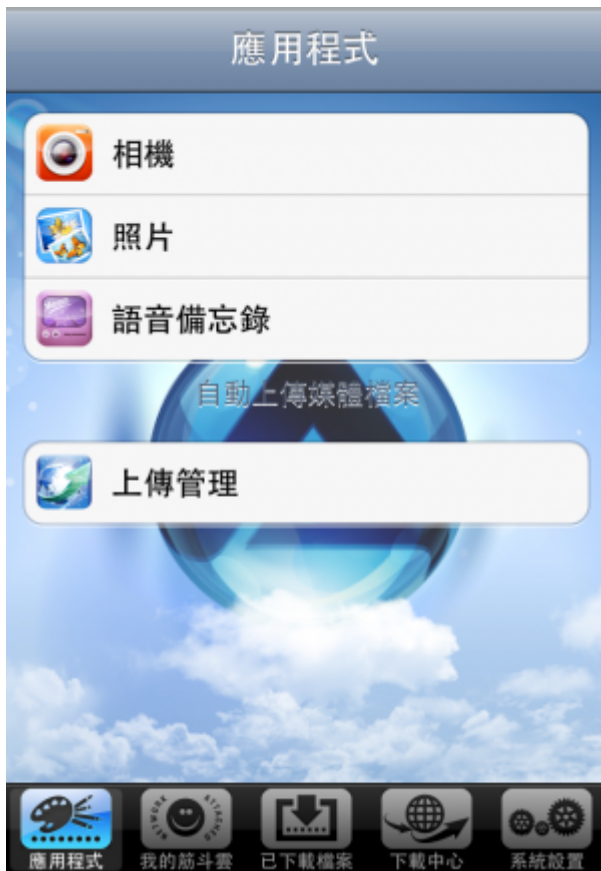 應用程式
相機
照片
語音備忘錄
自動上傳媒體檔案
上傳管理
NETWORK ATTACHED
應用程式
我的筋斗雲
已下載檔案
下載中心
系統設置